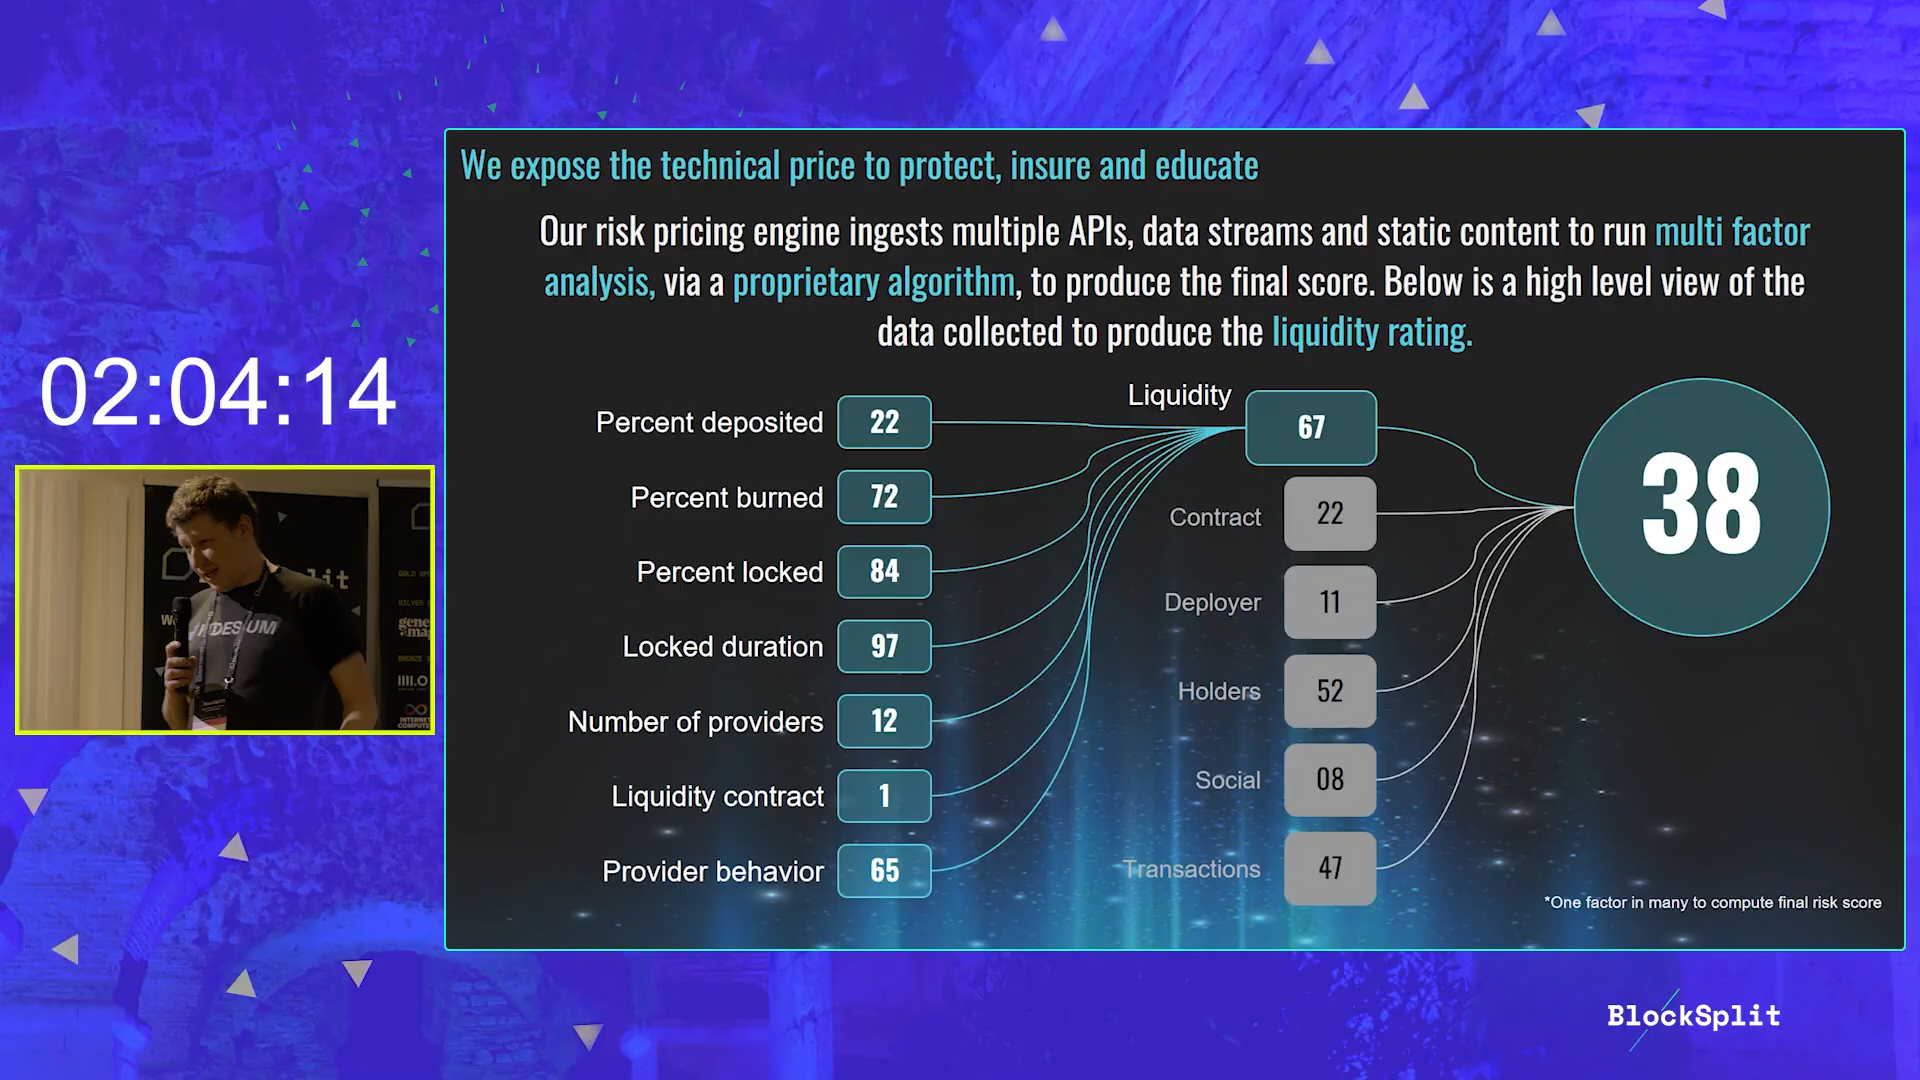 We expose the technical price to protect, insure and educate
Our risk pricing engine ingests multiple APIs, data streams and static content to run multi factor
analysis, via a proprietary algorithm, to produce the final score. Below is a high level view of the
data collected to produce the liquidity rating.
02:04:14
Percent deposited 22
Percent burned 72
Percent locked 84
Locked duration 97
Number of providers 12
Liquidity contract 1
Provider behavior 65
Liquidity 67
Contract 22
Deployer 11
Holders 52
Social 08
Transactions 47
38
*One factor in many to compute final risk score
BlockSplit